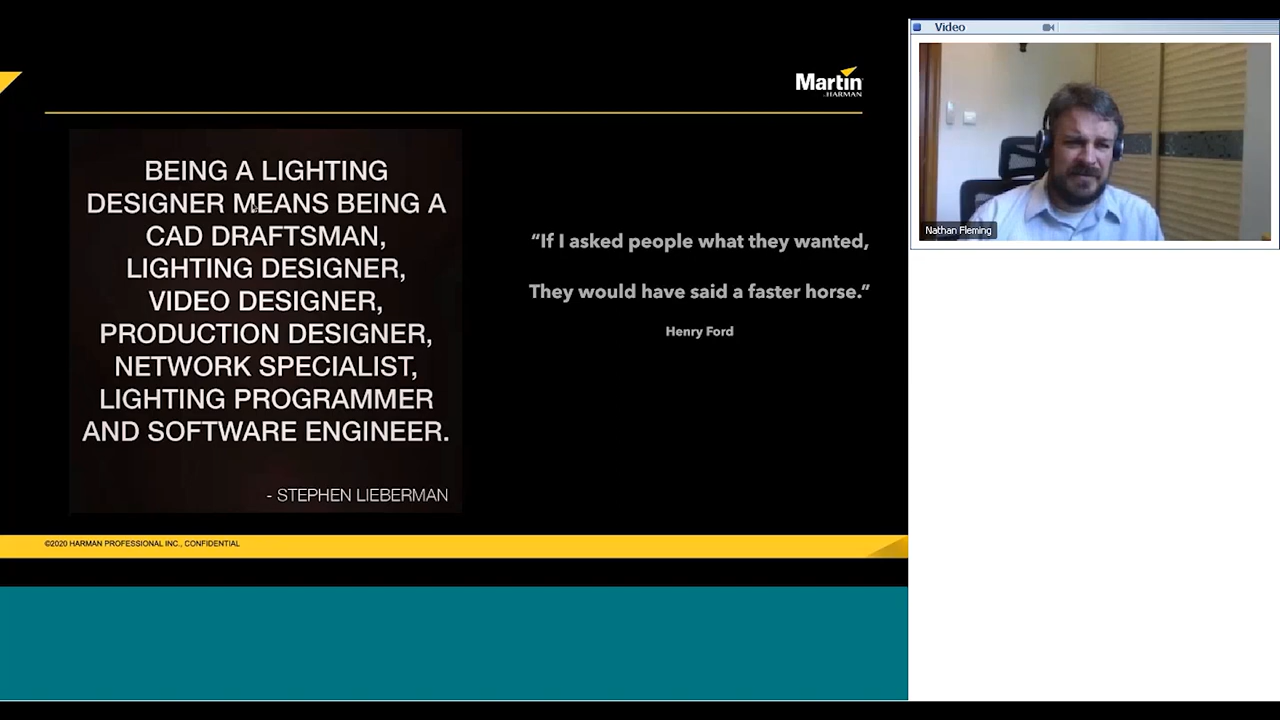 Martin
by HARMAN
BEING A LIGHTING
DESIGNER MEANS BEING A
CAD DRAFTSMAN,
LIGHTING DESIGNER,
VIDEO DESIGNER,
PRODUCTION DESIGNER,
NETWORK SPECIALIST,
LIGHTING PROGRAMMER
AND SOFTWARE ENGINEER.
- STEPHEN LIEBERMAN
“If I asked people what they wanted,
They would have said a faster horse.”
Henry Ford
©2020 HARMAN PROFESSIONAL INC., CONFIDENTIAL
Video
Nathan Fleming